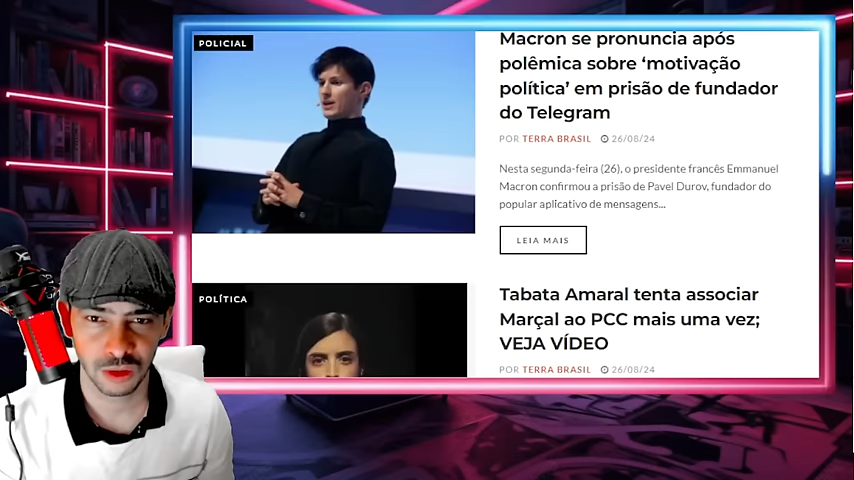 POLICIAL
Macron se pronuncia após
polêmica sobre ‘motivação
política’ em prisão de fundador
do Telegram
POR TERRA BRASIL 26/08/24
Nesta segunda-feira (26), o presidente francês Emmanuel
Macron confirmou a prisão de Pavel Durov, fundador do
popular aplicativo de mensagens...
LEIA MAIS
POLÍTICA
Tabata Amaral tenta associar
Marçal ao PCC mais uma vez;
VEJA VÍDEO
POR TERRA BRASIL 26/08/24